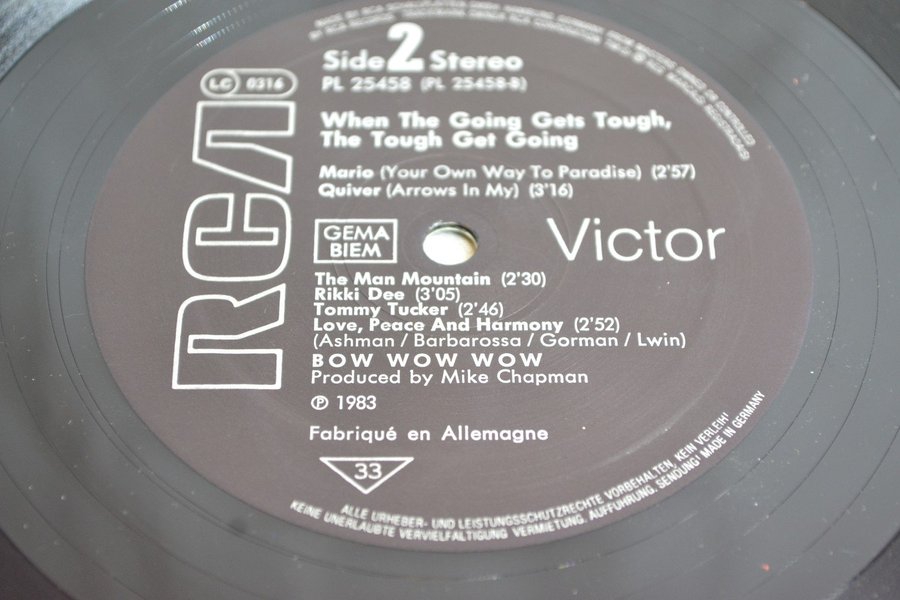 Side 2 Stereo
PL 25458 (PL 25458-B)
LC 0316
RCA
When The Going Gets Tough,
The Tough Get Going
Mario (Your Own Way To Paradise) (2'57)
Quiver (Arrows In My) (3'16)
GEMA
BIEM
Victor
The Man Mountain (2'30)
Rikki Dee (3'05)
Tommy Tucker (2'46)
Love, Peace And Harmony (2'52)
(Ashman / Barbarossa / Gorman / Lwin)
BOW WOW WOW
Produced by Mike Chapman
℗ 1983
Fabriqué en Allemagne
33
ALLE URHEBER- UND LEISTUNGSSCHUTZRECHTE VORBEHALTEN, KEIN VERLEIH!
KEINE UNERLAUBTE VERVIELFÄLTIGUNG, VERMIETUNG, AUFFÜHRUNG, SENDUNG! MADE IN GERMANY